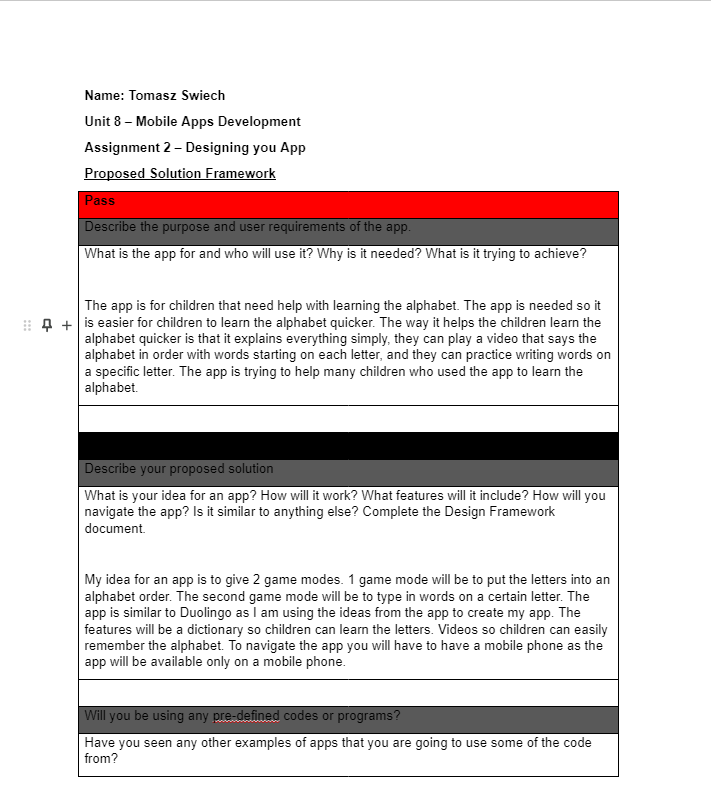 Name: Tomasz Swiech
Unit 8 – Mobile Apps Development
Assignment 2 – Designing you App
Proposed Solution Framework
Pass
Describe the purpose and user requirements of the app.
What is the app for and who will use it? Why is it needed? What is it trying to achieve?
The app is for children that need help with learning the alphabet. The app is needed so it
is easier for children to learn the alphabet quicker. The way it helps the children learn the
alphabet quicker is that it explains everything simply, they can play a video that says the
alphabet in order with words starting on each letter, and they can practice writing words on
a specific letter. The app is trying to help many children who used the app to learn the
alphabet.
Describe your proposed solution
What is your idea for an app? How will it work? What features will it include? How will you
navigate the app? Is it similar to anything else? Complete the Design Framework
document.
My idea for an app is to give 2 game modes. 1 game mode will be to put the letters into an
alphabet order. The second game mode will be to type in words on a certain letter. The
app is similar to Duolingo as I am using the ideas from the app to create my app. The
features will be a dictionary so children can learn the letters. Videos so children can easily
remember the alphabet. To navigate the app you will have to have a mobile phone as the
app will be available only on a mobile phone.
Will you be using any pre-defined codes or programs?
Have you seen any other examples of apps that you are going to use some of the code
from?